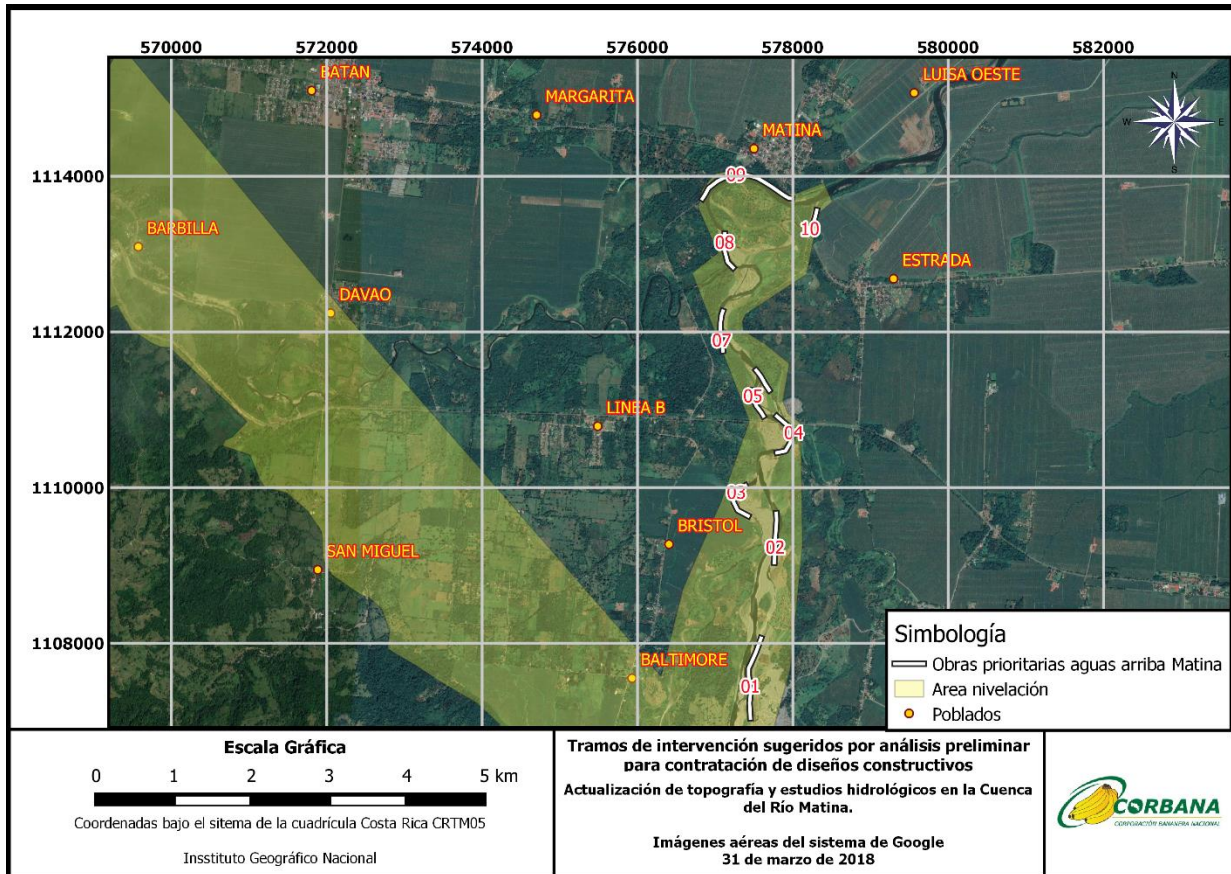 570000 572000 574000 576000 578000 580000 582000
BATAN
MARGARITA
LUISA OESTE
N
W E
S
MATINA
1114000
09
BARBILLA
08
10
ESTRADA
DAVAO
1112000
07
05
LINEA B
04
1110000
03
BRISTOL
02
SAN MIGUEL
1108000
BALTIMORE
01
Simbología
Obras prioritarias aguas arriba Matina
Area nivelación
Poblados
Escala Gráfica
0 1 2 3 4 5 km
Coordenadas bajo el sitema de la cuadrícula Costa Rica CRTM05
Insstituto Geográfico Nacional
Tramos de intervención sugeridos por análisis preliminar
para contratación de diseños constructivos
Actualización de topografía y estudios hidrológicos en la Cuenca
del Río Matina.
Imágenes aéreas del sistema de Google
31 de marzo de 2018
CORBANA
CORPORACIÓN BANANERA NACIONAL